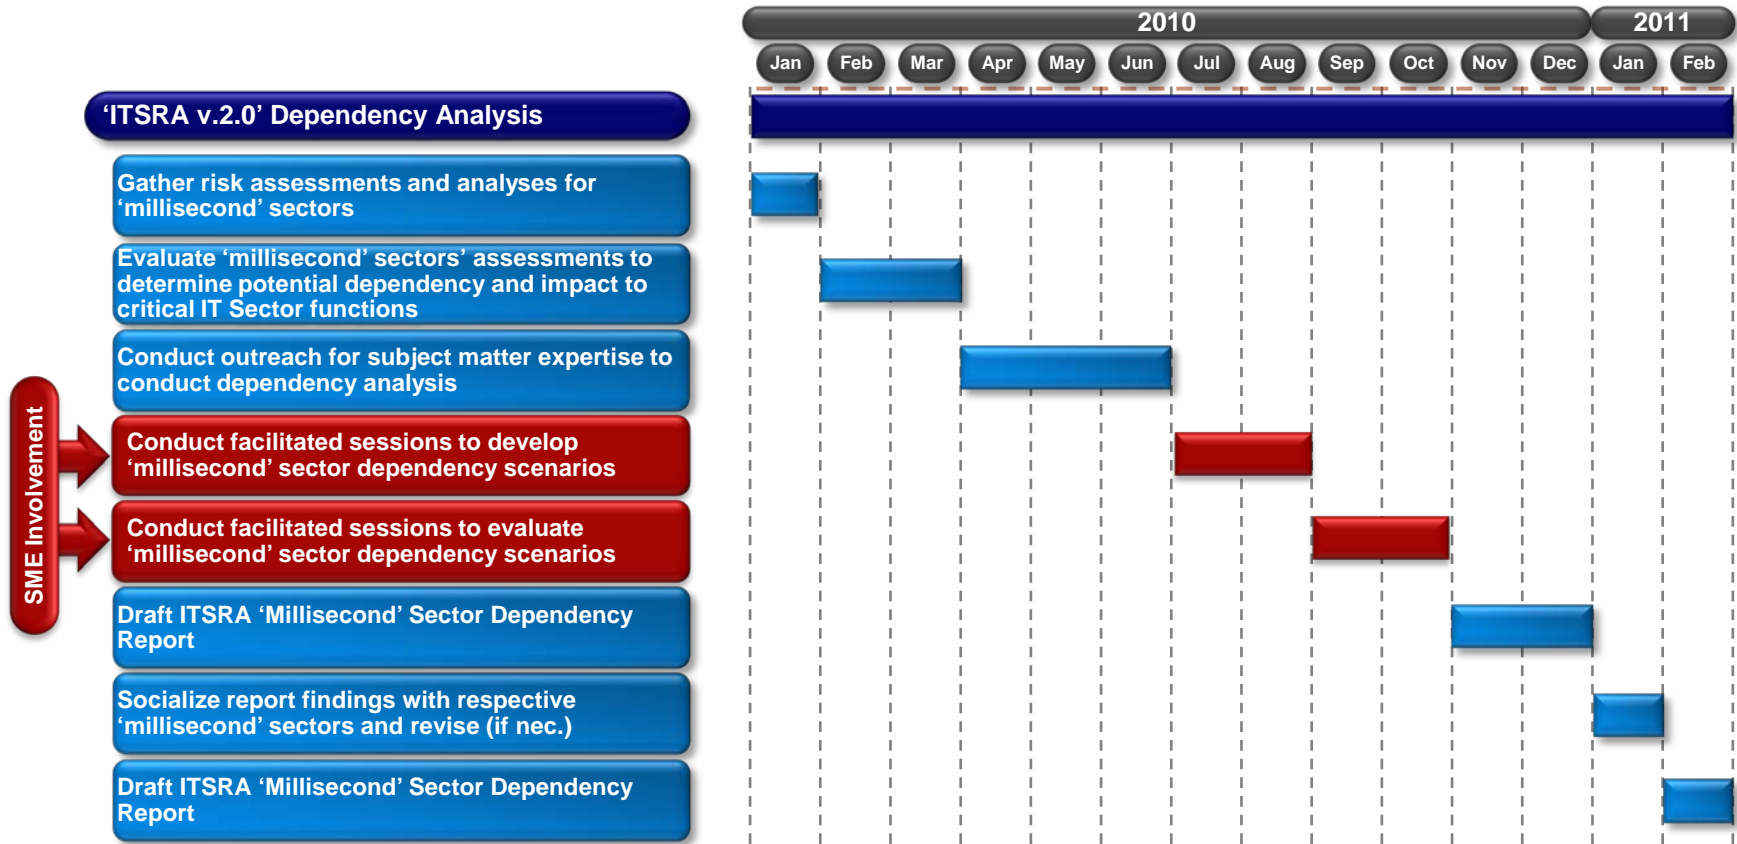 2010
2011
Jan
Feb
Mar
Apr
May
Jun
Jul
Aug
Sep
Oct
Nov
Dec
Jan
Feb
‘ITSRA v.2.0’ Dependency Analysis
Gather risk assessments and analyses for
‘millisecond’ sectors
Evaluate ‘millisecond’ sectors’ assessments to
determine potential dependency and impact to
critical IT Sector functions
Conduct outreach for subject matter expertise to
conduct dependency analysis
SME Involvement
Conduct facilitated sessions to develop
‘millisecond’ sector dependency scenarios
Conduct facilitated sessions to evaluate
‘millisecond’ sector dependency scenarios
Draft ITSRA ‘Millisecond’ Sector Dependency
Report
Socialize report findings with respective
‘millisecond’ sectors and revise (if nec.)
Draft ITSRA ‘Millisecond’ Sector Dependency
Report